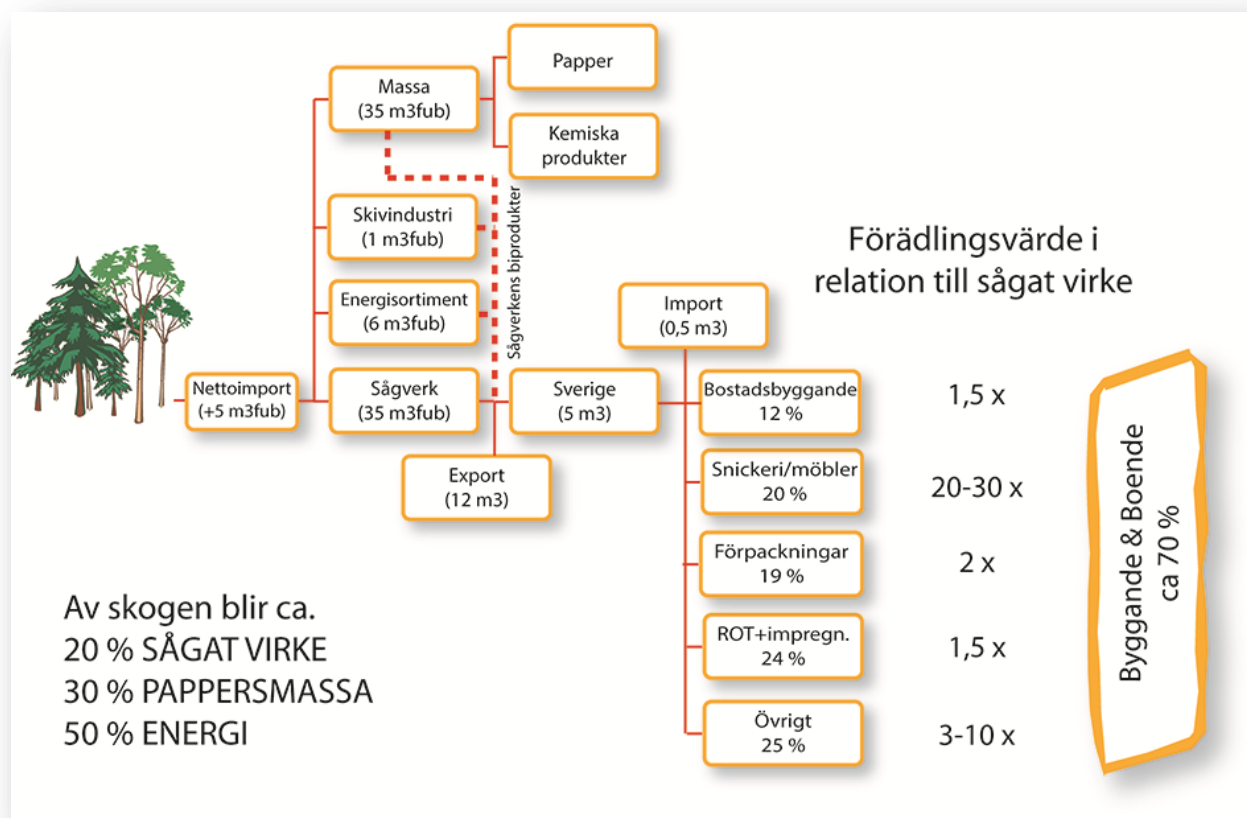 Papper
Massa
(35 m3fub)
Kemiska
produkter
Sågverkens biprodukter
Skivindustri
(1 m3fub)
Förädlingsvärde i
relation till sågat virke
Energisortiment
(6 m3fub)
Import
(0,5 m3)
Nettoimport
(+5 m3fub)
Sågverk
(35 m3fub)
Sverige
(5 m3)
Bostadsbyggande
12 %
1,5 x
Export
(12 m3)
Snickeri/möbler
20 %
20-30 x
Förpackningar
19 %
2 x
ROT+impregn.
24 %
1,5 x
Övrigt
25 %
3-10 x
Byggande & Boende
ca 70 %
Av skogen blir ca.
20 % SÅGAT VIRKE
30 % PAPPERSMASSA
50 % ENERGI